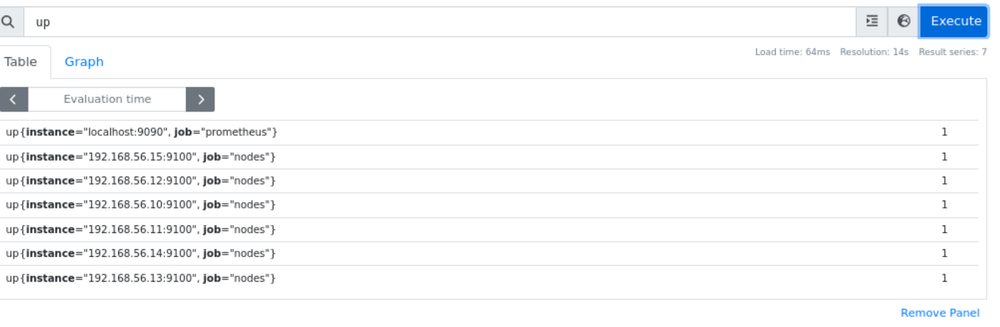 up
Execute
Load time: 64ms Resolution: 14s Result series: 7
Table Graph
Evaluation time
up{instance="localhost:9090", job="prometheus"} 1
up{instance="192.168.56.15:9100", job="nodes"} 1
up{instance="192.168.56.12:9100", job="nodes"} 1
up{instance="192.168.56.10:9100", job="nodes"} 1
up{instance="192.168.56.11:9100", job="nodes"} 1
up{instance="192.168.56.14:9100", job="nodes"} 1
up{instance="192.168.56.13:9100", job="nodes"} 1
Remove Panel